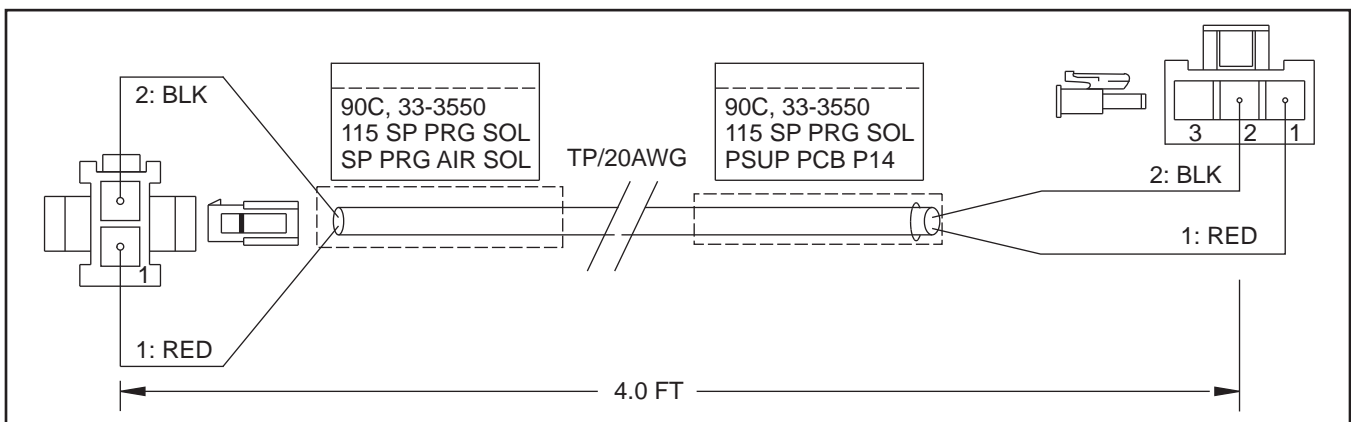 2: BLK
90C, 33-3550
115 SP PRG SOL
SP PRG AIR SOL
TP/20AWG
90C, 33-3550
115 SP PRG SOL
PSUP PCB P14
3 2 1
2: BLK
1: RED
1
1: RED
4.0 FT